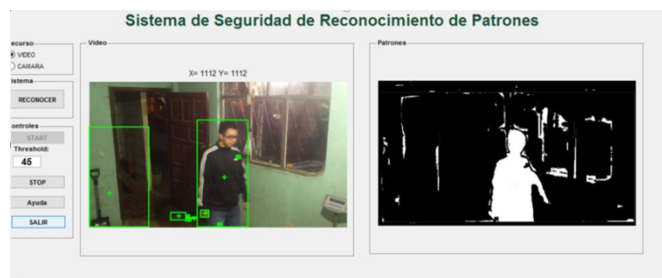 Sistema de Seguridad de Reconocimiento de Patrones
ecurso
VIDEO
CAMARA
istema
RECONOCER
ontroles
START
Threshold:
45
STOP
Ayuda
SALIR
Video
X= 1112 Y= 1112
Patrones